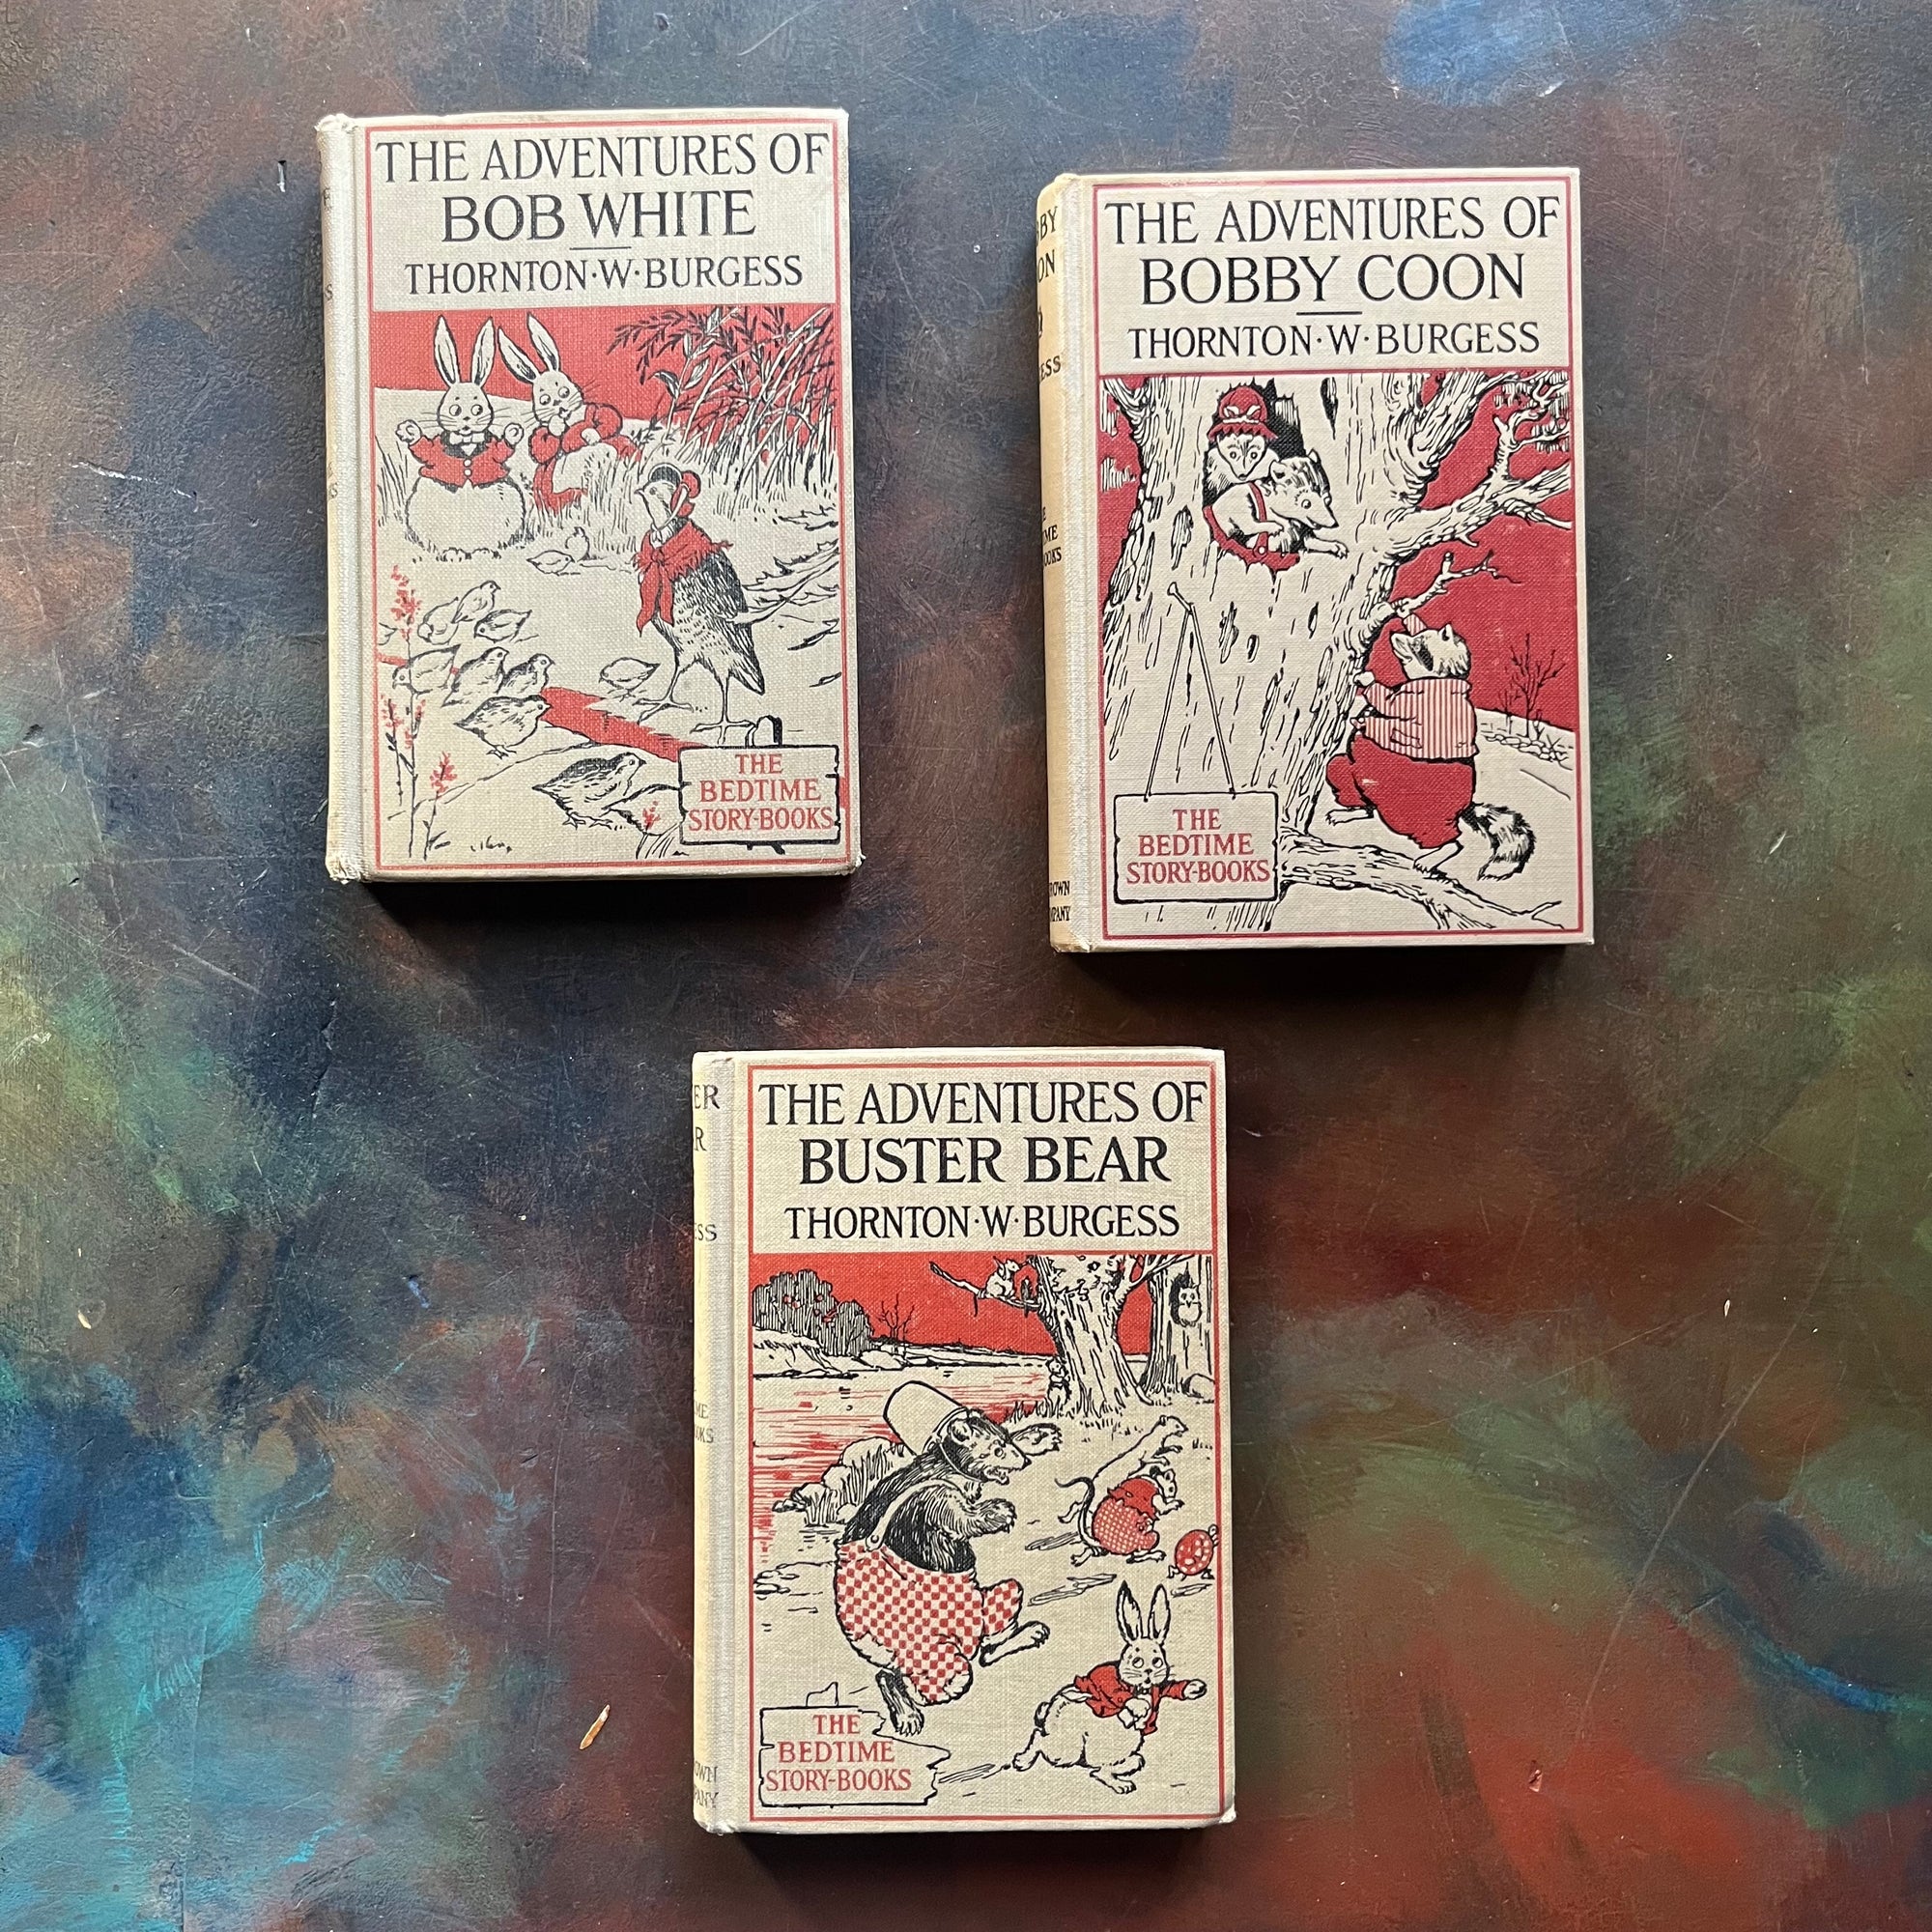 THE ADVENTURES OF
BOB WHITE
THORNTON·W·BURGESS
THE
BEDTIME
STORY-BOOKS
THE ADVENTURES OF
BOBBY COON
THORNTON·W·BURGESS
THE
BEDTIME
STORY-BOOKS
THE ADVENTURES OF
BUSTER BEAR
THORNTON·W·BURGESS
THE
BEDTIME
STORY-BOOKS